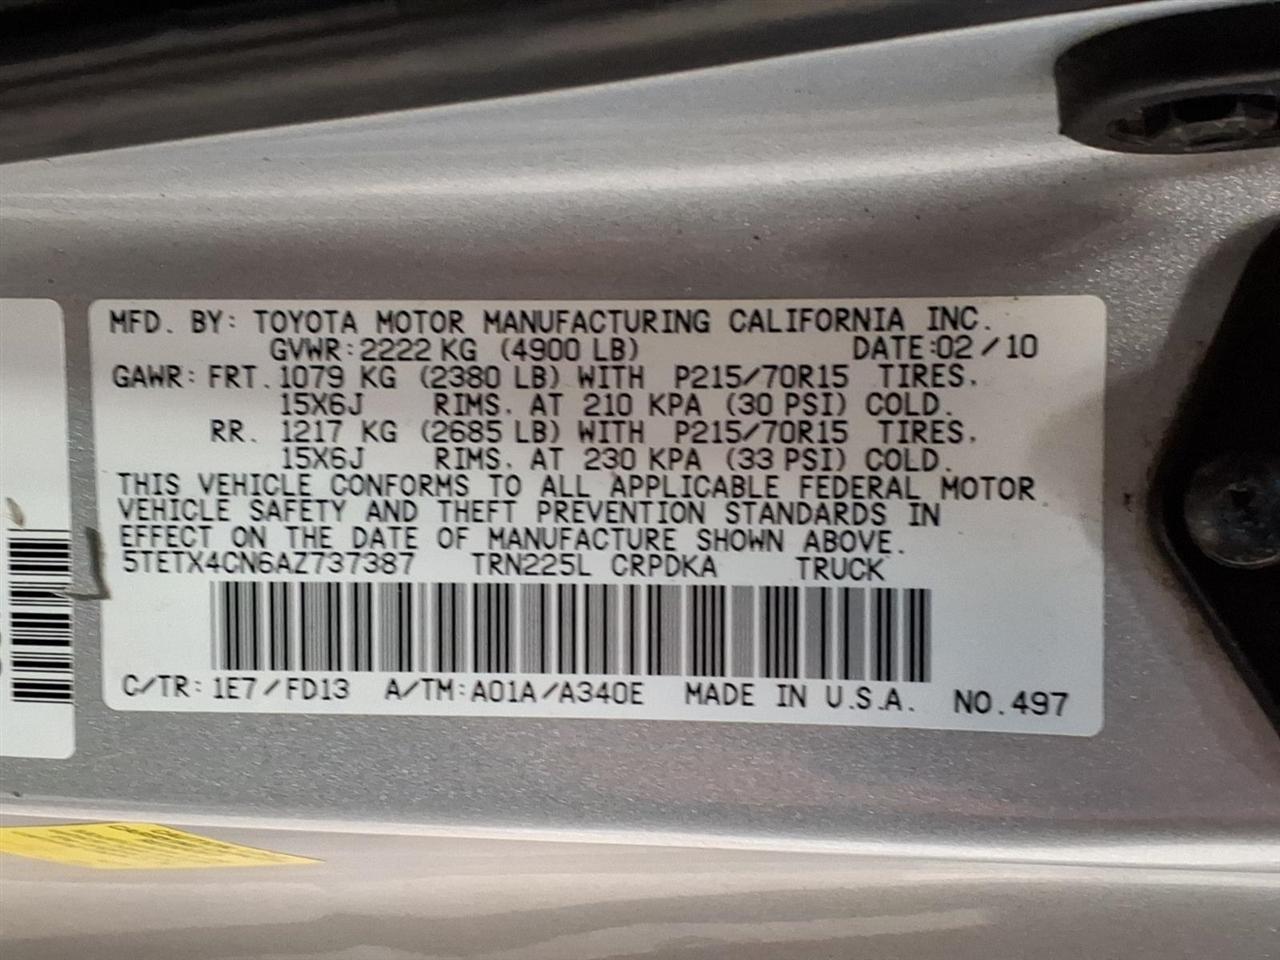 MFD. BY: TOYOTA MOTOR MANUFACTURING CALIFORNIA INC.
GVWR: 2222 KG (4900 LB) DATE: 02/10
GAWR: FRT. 1079 KG (2380 LB) WITH P215/70R15 TIRES,
15X6J RIMS, AT 210 KPA (30 PSI) COLD.
RR. 1217 KG (2685 LB) WITH P215/70R15 TIRES,
15X6J RIMS, AT 230 KPA (33 PSI) COLD.
THIS VEHICLE CONFORMS TO ALL APPLICABLE FEDERAL MOTOR
VEHICLE SAFETY AND THEFT PREVENTION STANDARDS IN
EFFECT ON THE DATE OF MANUFACTURE SHOWN ABOVE.
5TETX4CN6AZ737387 TRN225L CRPDKA TRUCK
C/TR: 1E7/FD13 A/TM: A01A/A340E MADE IN U.S.A. NO.497